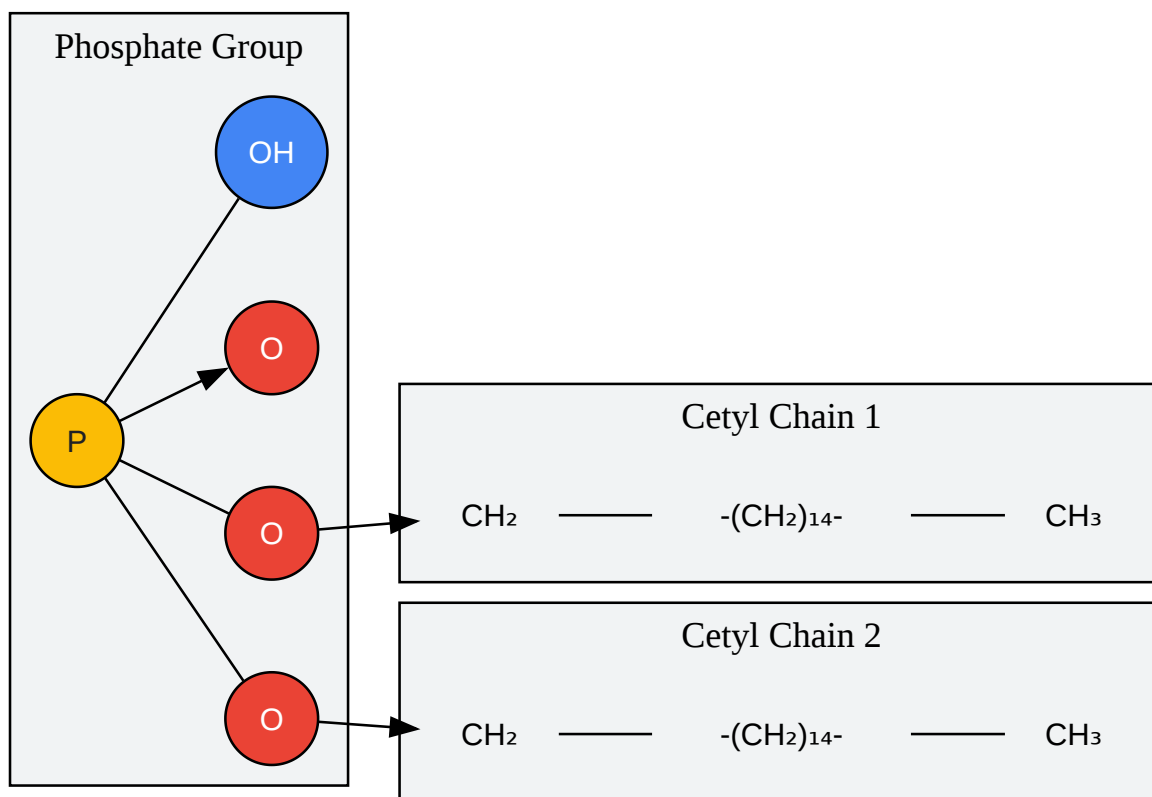 Phosphate Group
OH
O
P
O
O
Cetyl Chain 1
CH₂ -(CH₂)₁₄- CH₃
Cetyl Chain 2
CH₂ -(CH₂)₁₄- CH₃